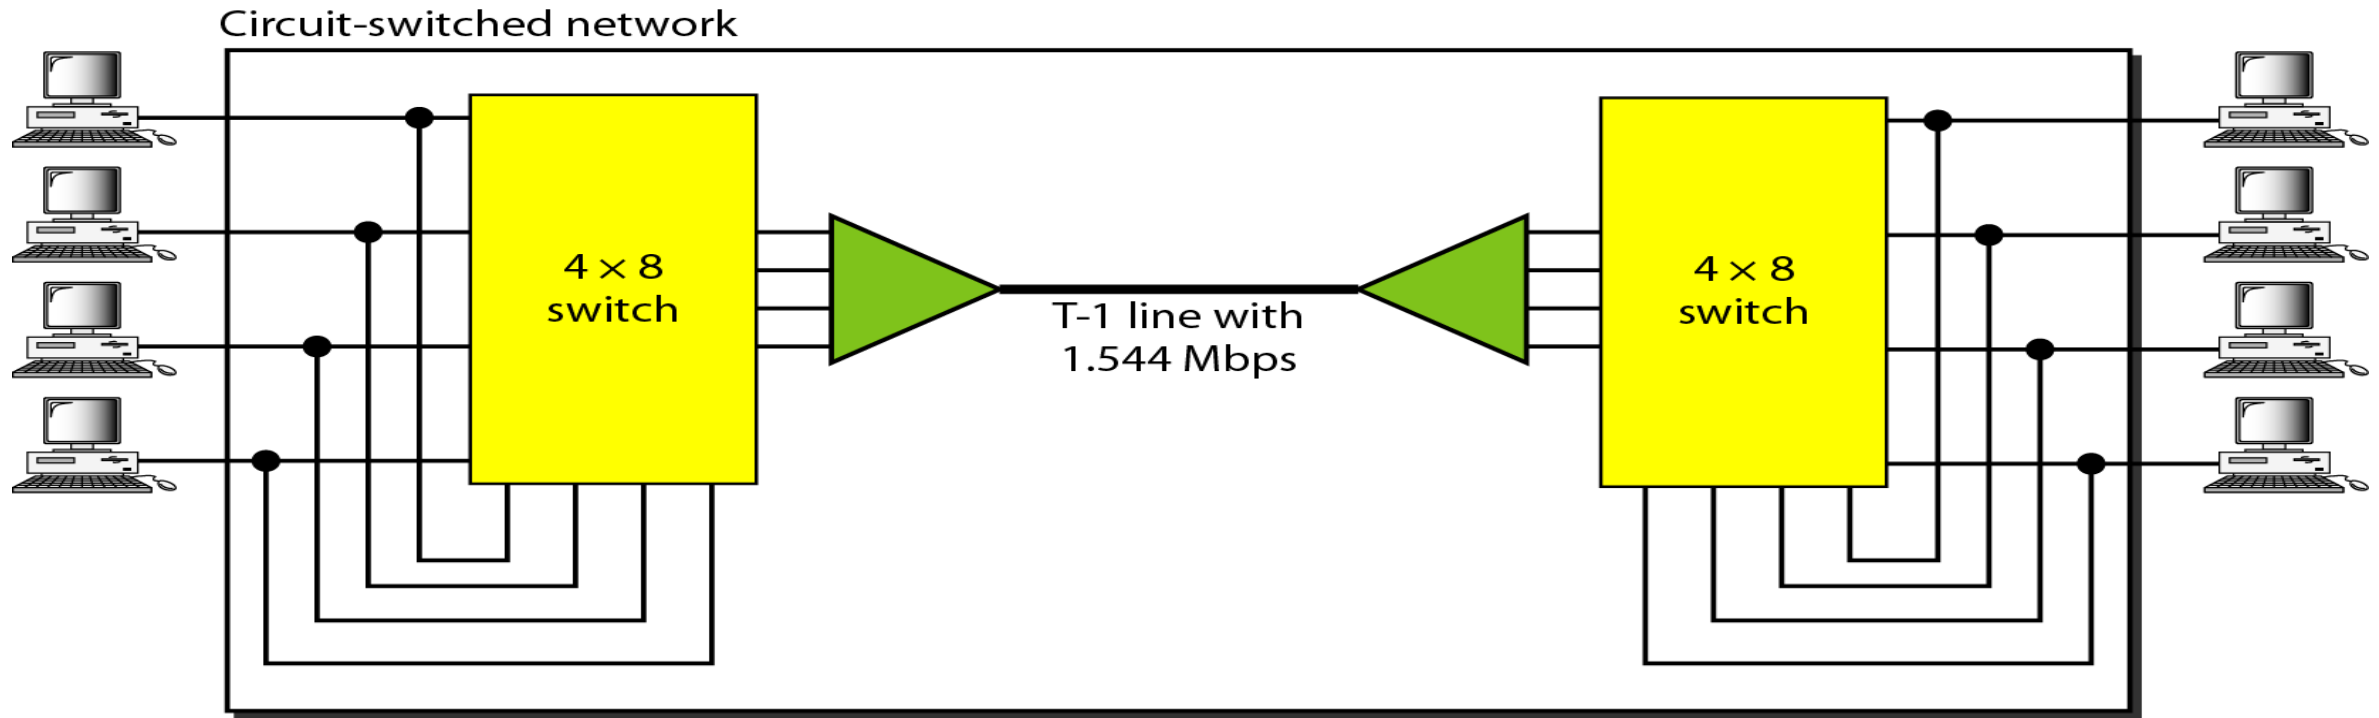 Circuit-switched network
4 × 8
switch
T-1 line with
1.544 Mbps
4 × 8
switch